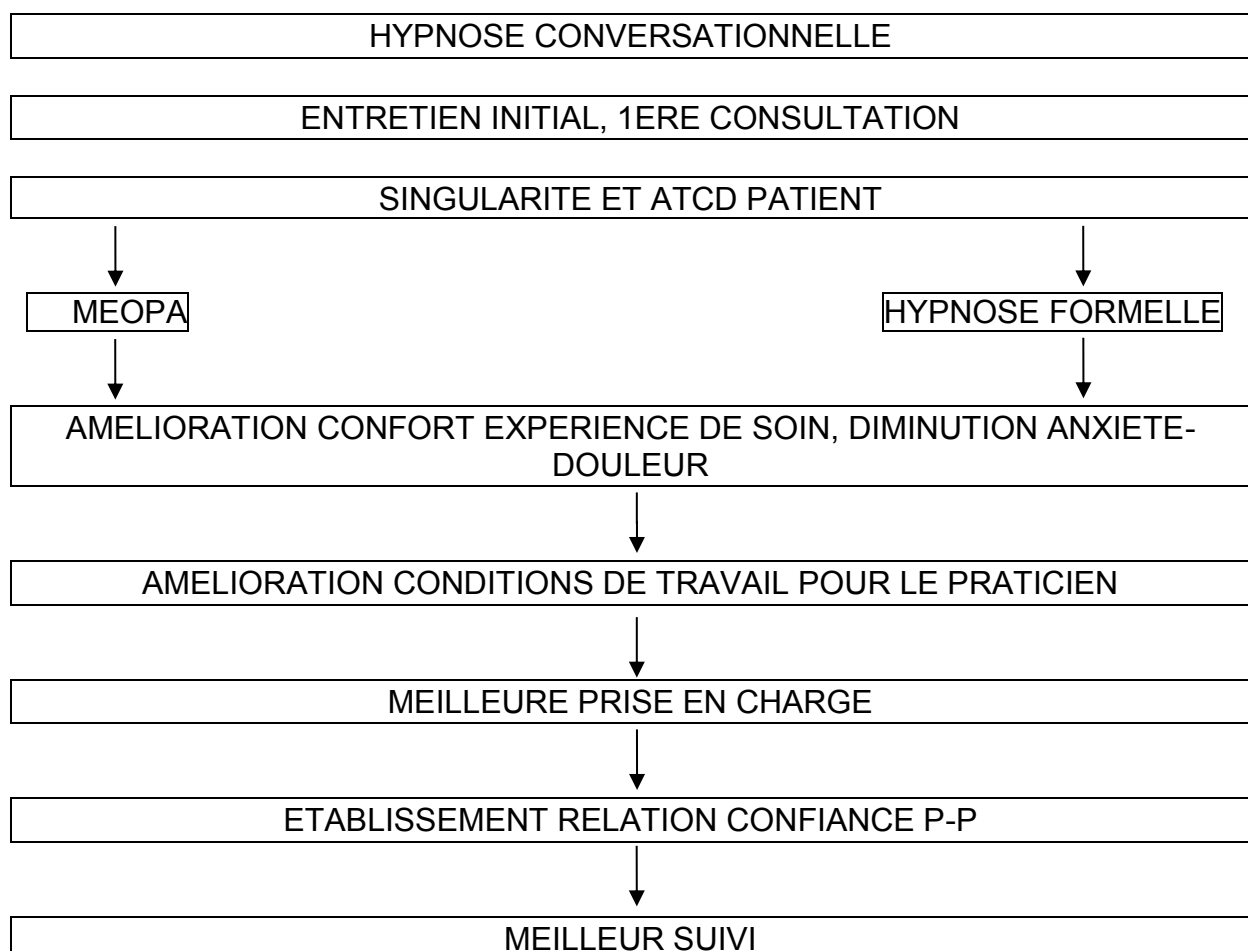 HYPNOSE CONVERSATIONNELLE
ENTRETIEN INITIAL, 1ERE CONSULTATION
SINGULARITE ET ATCD PATIENT
MEOPA
HYPNOSE FORMELLE
AMELIORATION CONFORT EXPERIENCE DE SOIN, DIMINUTION ANXIETE-
DOULEUR
AMELIORATION CONDITIONS DE TRAVAIL POUR LE PRATICIEN
MEILLEURE PRISE EN CHARGE
ETABLISSEMENT RELATION CONFIANCE P-P
MEILLEUR SUIVI